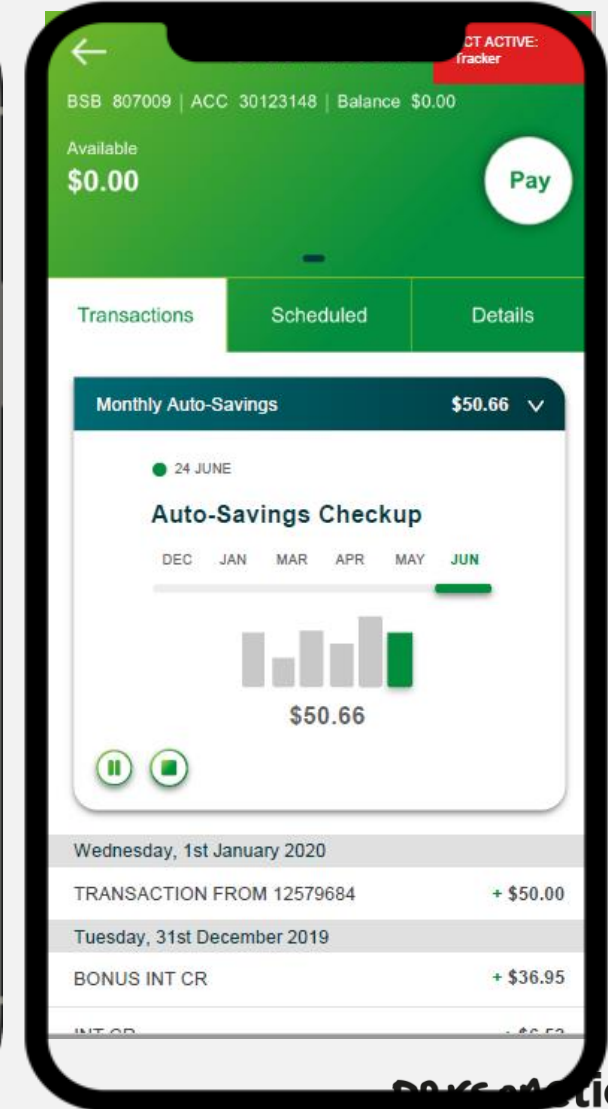 CT ACTIVE:
Tracker
BSB 807009 | ACC 30123148 | Balance $0.00
Available
$0.00
Pay
Transactions Scheduled Details
Monthly Auto-Savings $50.66
24 JUNE
Auto-Savings Checkup
DEC JAN MAR APR MAY JUN
$50.66
Wednesday, 1st January 2020
TRANSACTION FROM 12579684 + $50.00
Tuesday, 31st December 2019
BONUS INT CR + $36.95
INT CR